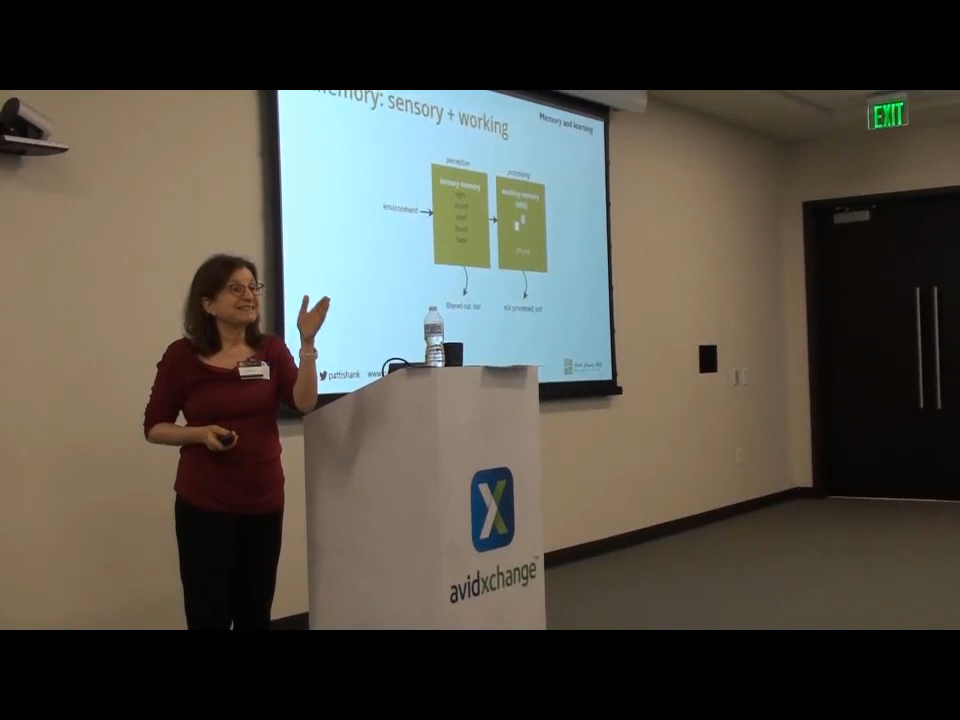 EXIT
memory: sensory + working
Memory and learning
perception
processing
sensory memory
sight
sound
smell
touch
taste
working memory
environment
filtered out, lost
not processed, lost
pattishank
www.
X
avidxchange